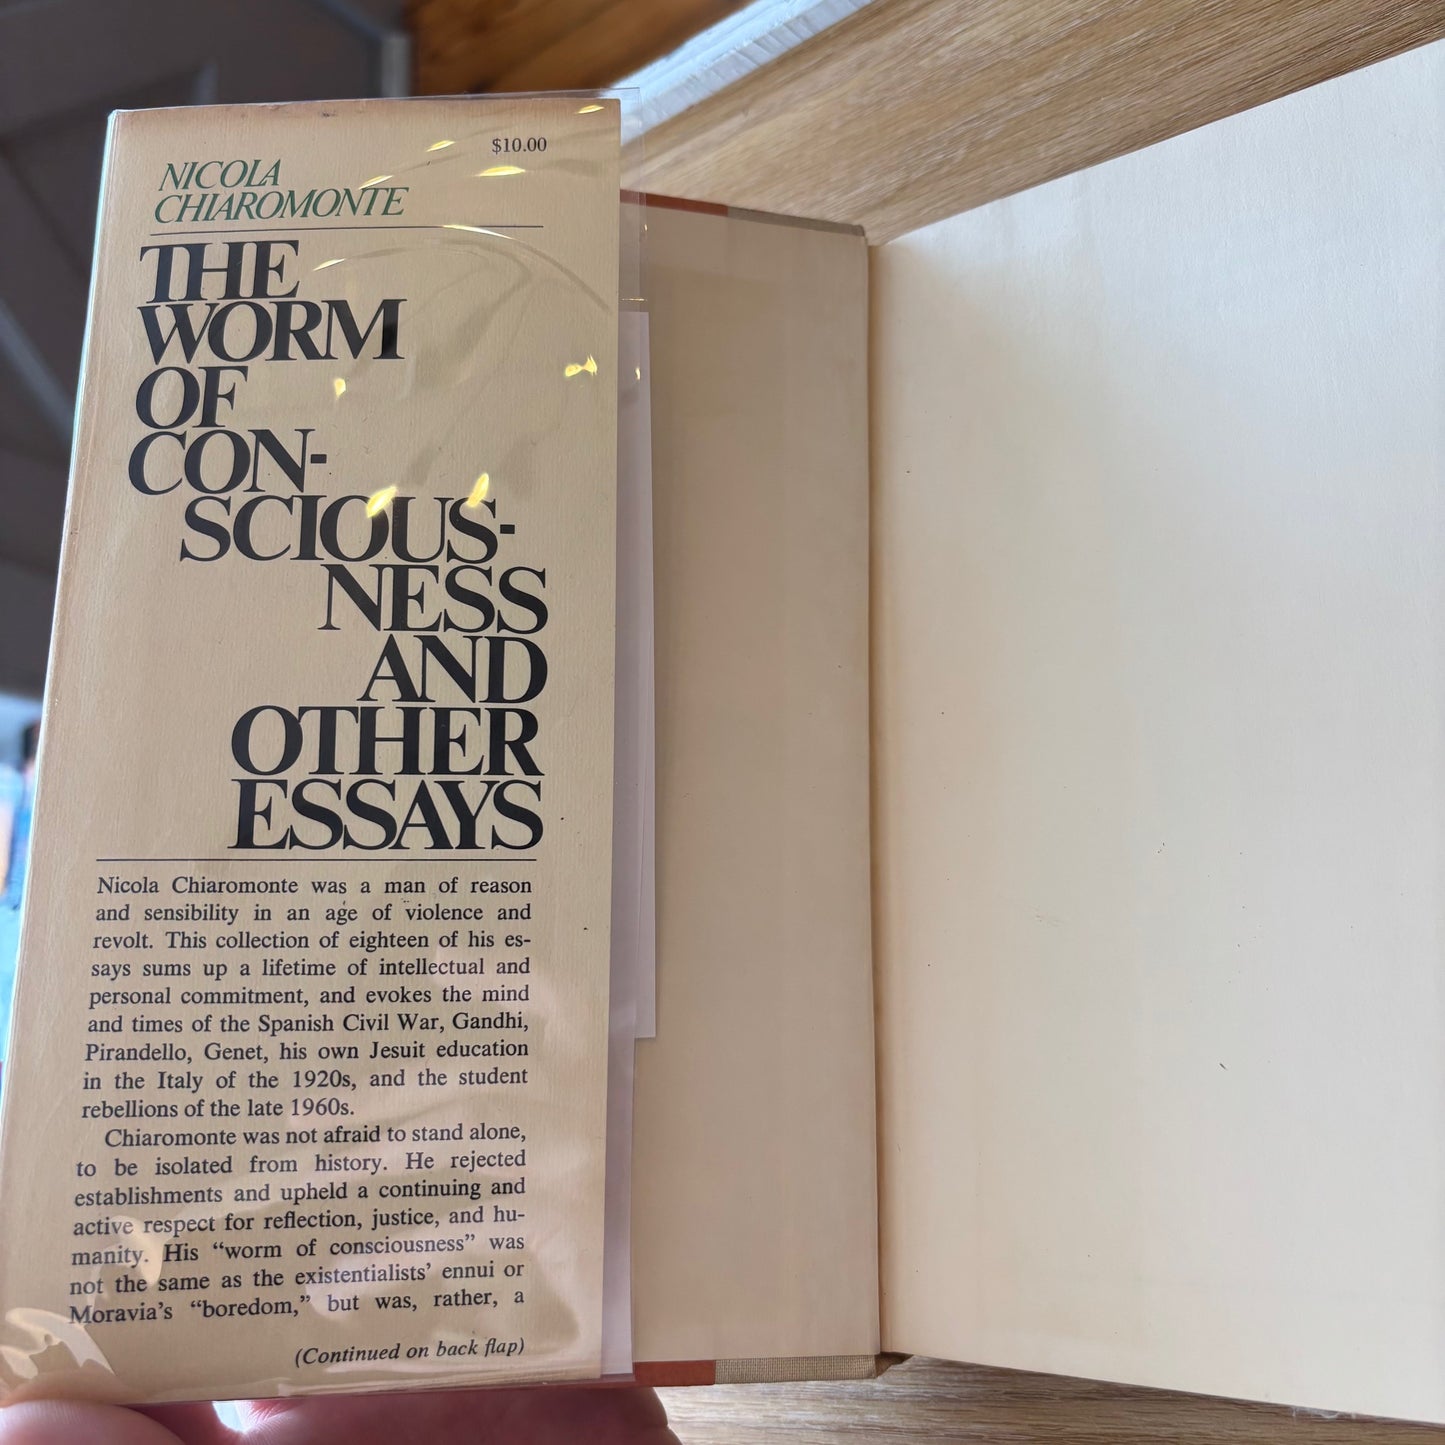 $10.00
NICOLA
CHIAROMONTE
THE
WORM
OF
CON-
SCIOUS-
NESS
AND
OTHER
ESSAYS
Nicola Chiaromonte was a man of reason
and sensibility in an age of violence and
revolt. This collection of eighteen of his es-
says sums up a lifetime of intellectual and
personal commitment, and evokes the mind
and times of the Spanish Civil War, Gandhi,
Pirandello, Genet, his own Jesuit education
in the Italy of the 1920s, and the student
rebellions of the late 1960s.
Chiaromonte was not afraid to stand alone,
to be isolated from history. He rejected
establishments and upheld a continuing and
active respect for reflection, justice, and hu-
manity. His “worm of consciousness” was
not the same as the existentialists’ ennui or
Moravia’s “boredom,” but was, rather, a
(Continued on back flap)